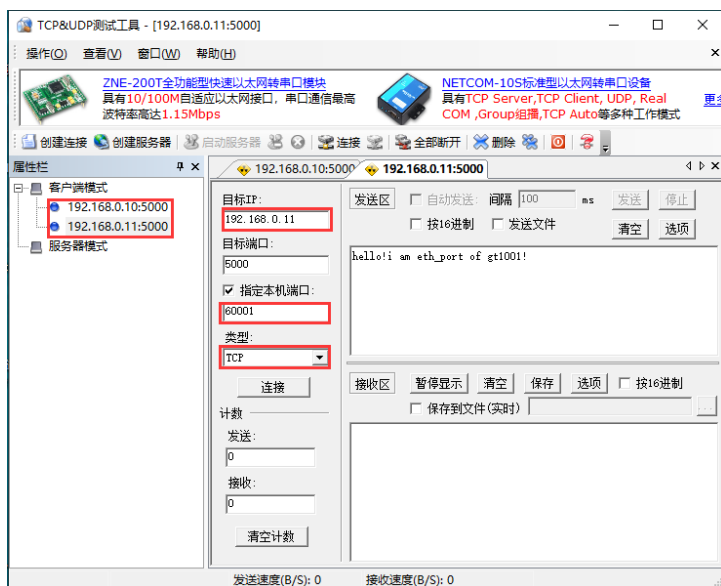 TCP&UDP测试工具 - [192.168.0.11:5000]
操作(O) 查看(V) 窗口(W) 帮助(H)
ZNE-200T全功能型快速以太网转串口模块
具有10/100M自适应以太网接口，串口通信最高
波特率高达1.15Mbps
NETCOM-10S标准型以太网转串口设备
具有TCP Server,TCP Client, UDP, Real
COM ,Group组播,TCP Auto等多种工作模式
创建连接 创建服务器 启动服务器 连接 全部断开 删除
属性栏
客户端模式
192.168.0.10:5000
192.168.0.11:5000
服务器模式
192.168.0.10:5000 192.168.0.11:5000
目标IP:
192.168.0.11
目标端口:
5000
指定本机端口:
60001
类型:
TCP
连接
计数
发送:
0
接收:
0
清空计数
发送区 自动发送: 间隔 100 ms 发送 停止
按16进制 发送文件 清空 选项
hello!i am eth_port of gt1001!
接收区 暂停显示 清空 保存 选项 按16进制
保存到文件(实时) ...
发送速度(B/S): 0 接收速度(B/S): 0